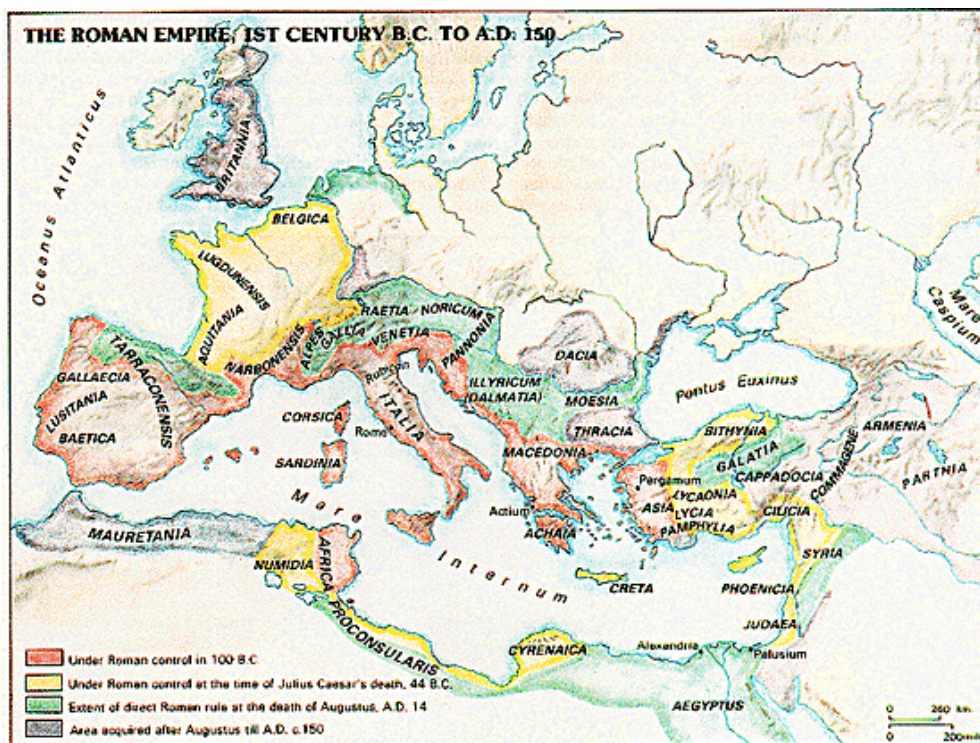 THE ROMAN EMPIRE, 1ST CENTURY B.C. TO A.D. 150
Oceanus Atlanticus
BRITANNIA
BELGICA
LUGDUNENSIS
AQUITANIA
NARBONENSIS
ALPES
GALLIA
RAETIA
NORICUM
VENETIA
PANNONIS
Mare
Caspium
TARRACONENSIS
GALLAECIA
LUSITANIA
BAETICA
CORSICA
SARDINIA
Rubicon
Rome
ITALIA
ILLYRICUM
(DALMATIA)
DACIA
MOESIA
THRACIA
MACEDONIA
Pontus Euxinus
BITHYNIA
GALATIA
CAPPADOCIA
COMMAGENE
ARMENIA
PARTHIA
Pergamum
ASIA
LYCAONIA
LYCIA
PAMPHYLIA
CILICIA
Actium
ACHAIA
MAURETANIA
NUMIDIA
AFRICA
PROCONSULARIS
Mare Internum
CRETA
CYRENAICA
SYRIA
PHOENICIA
JUDAEA
Alexandria
Palusium
AEGYPTUS
Under Roman control in 100 B.C.
Under Roman control at the time of Julius Caesar's death, 44 B.C.
Extent of direct Roman rule at the death of Augustus, A.D. 14
Area acquired after Augustus till A.D. c.150